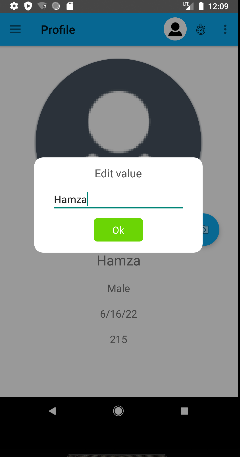 12:09
Profile
Edit value
Hamza
Ok
Hamza
Male
6/16/22
215